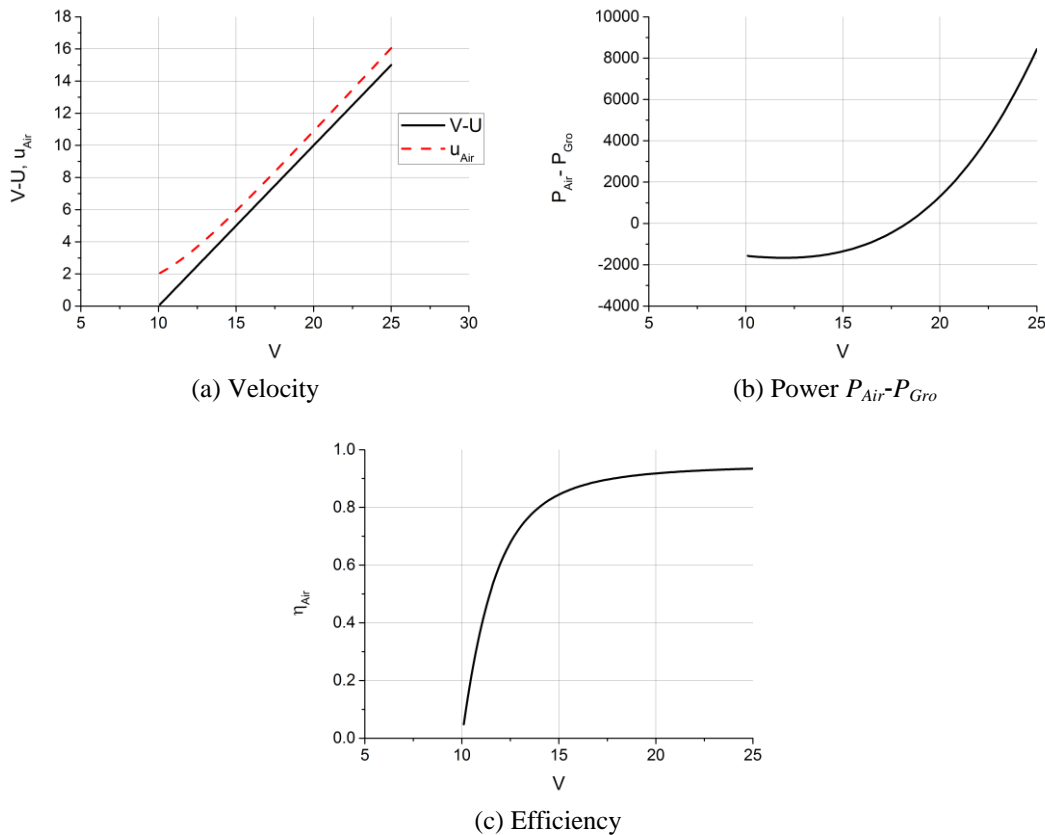 18
16
14
12
10
8
6
4
2
0
V-U, u_Air
5 10 15 20 25 30
V
V-U
u_Air
(a) Velocity
10000
8000
6000
4000
2000
0
-2000
-4000
P_Air- P_Gro
5 10 15 20 25
V
(b) Power P_Air-P_Gro
1.0
0.8
0.6
0.4
0.2
0.0
η_Air
5 10 15 20 25
V
(c) Efficiency